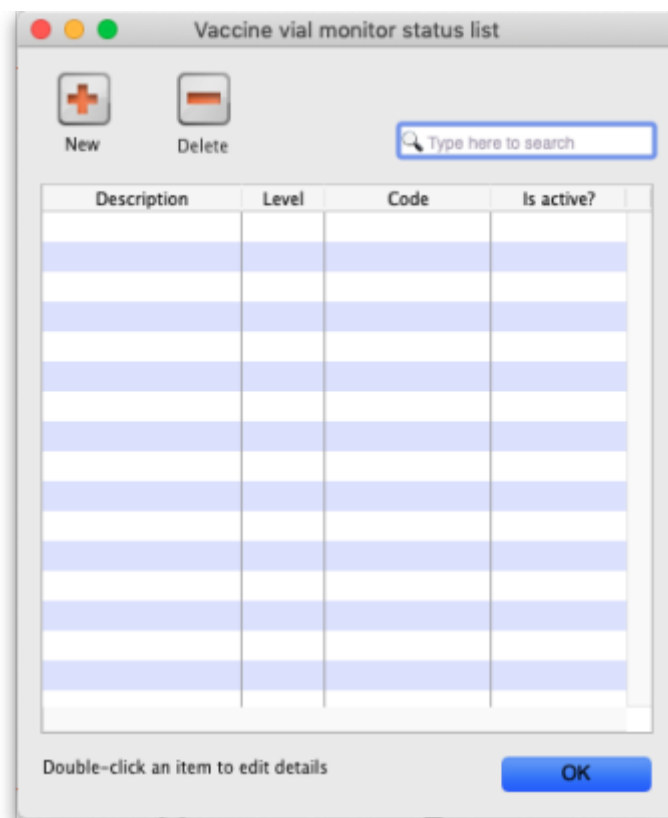 Vaccine vial monitor status list
New
Delete
Type here to search
Description Level Code Is active?
Double-click an item to edit details
OK